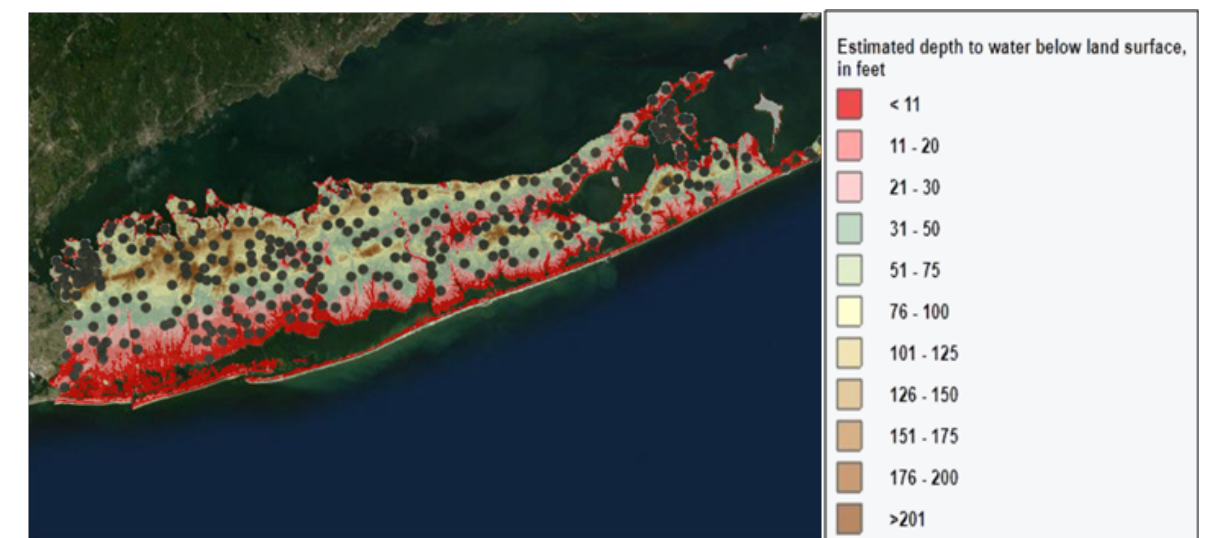 Estimated depth to water below land surface,
in feet
< 11
11 - 20
21 - 30
31 - 50
51 - 75
76 - 100
101 - 125
126 - 150
151 - 175
176 - 200
>201